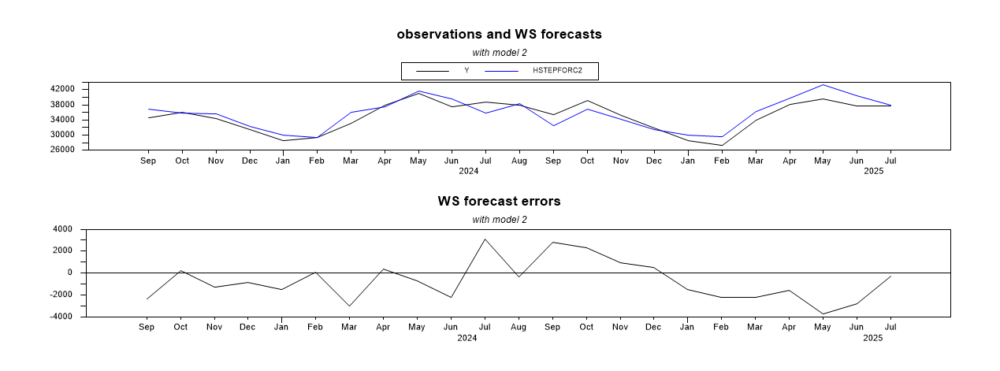 observations and WS forecasts
with model 2
Y HSTEPFORC2
42000
38000
34000
30000
26000
Sep Oct Nov Dec Jan Feb Mar Apr May Jun Jul Aug Sep Oct Nov Dec Jan Feb Mar Apr May Jun Jul
2024 2025
WS forecast errors
with model 2
4000
2000
0
-2000
-4000
Sep Oct Nov Dec Jan Feb Mar Apr May Jun Jul Aug Sep Oct Nov Dec Jan Feb Mar Apr May Jun Jul
2024 2025